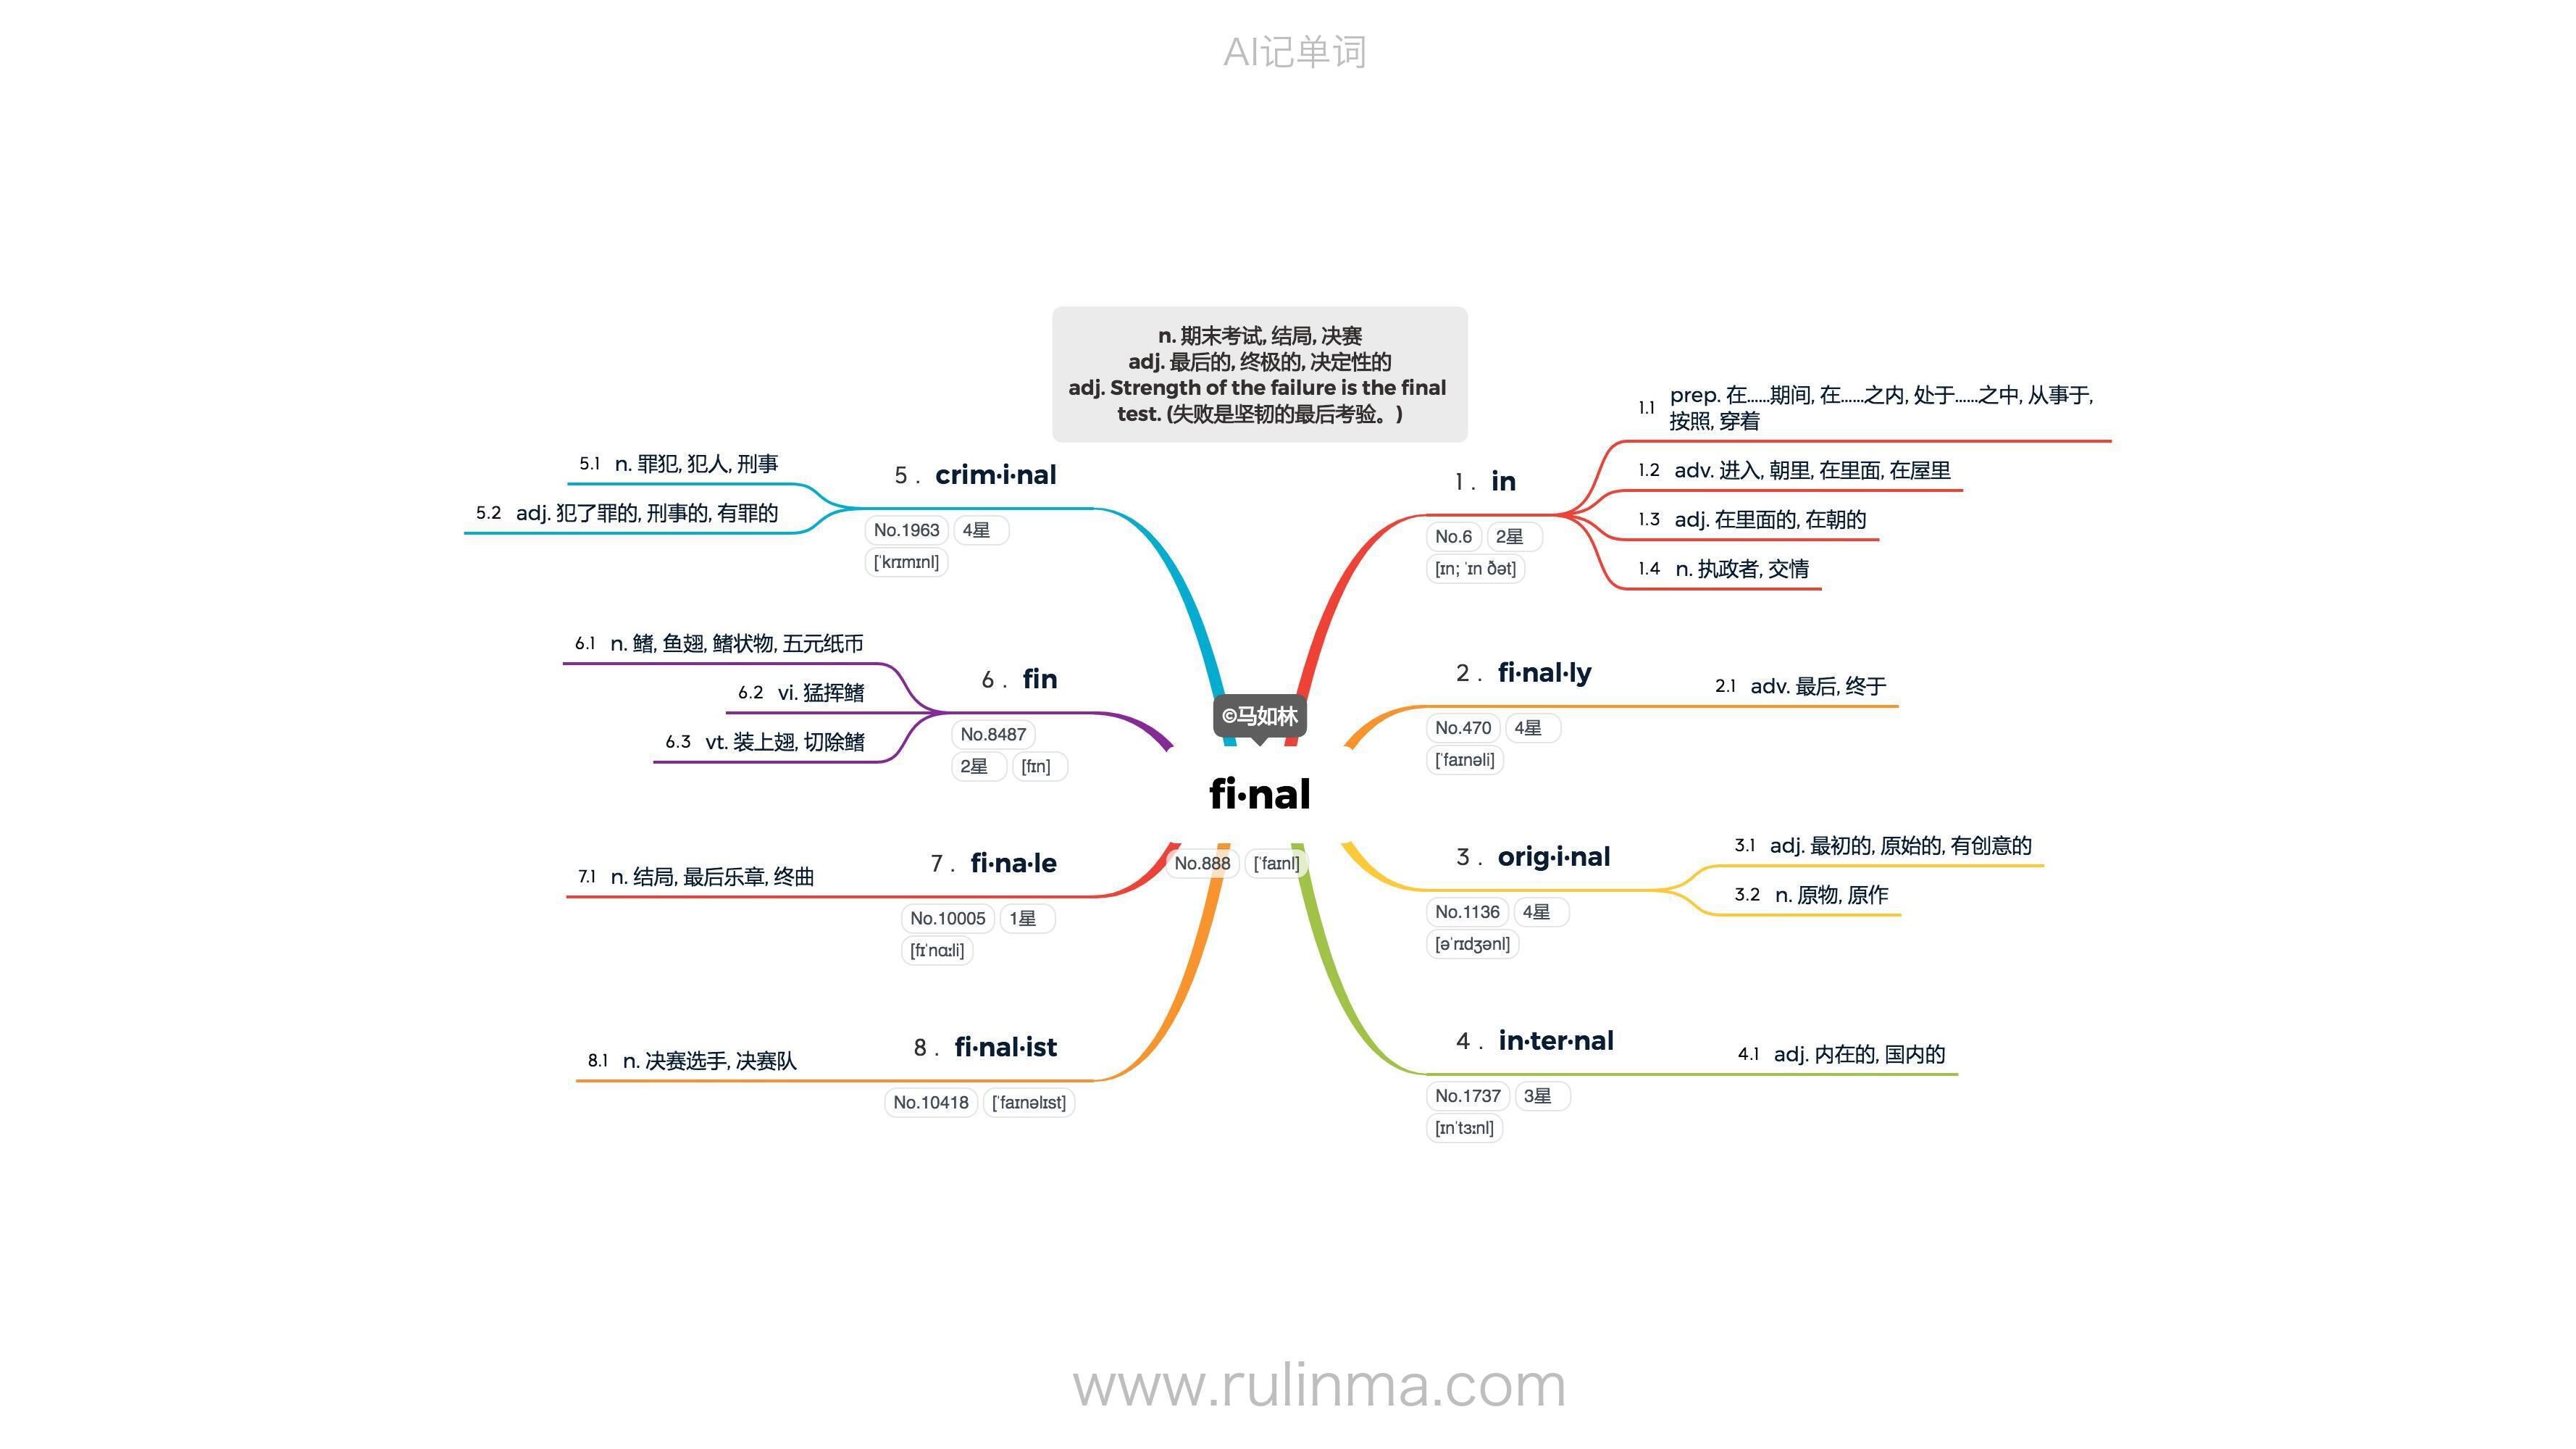 AI记单词
n. 期末考试, 结局, 决赛
adj. 最后的, 终极的, 决定性的
adj. Strength of the failure is the final
test. (失败是坚韧的最后考验。)
©马如林
fi·nal
No.888 [ˈfaɪnl]
1. in
No.6 2星
[ɪn; ˈɪn ðət]
1.1 prep. 在……期间, 在……之内, 处于……之中, 从事于,
按照, 穿着
1.2 adv. 进入, 朝里, 在里面, 在屋里
1.3 adj. 在里面的, 在朝的
1.4 n. 执政者, 交情
2. fi·nal·ly
No.470 4星
[ˈfaɪnəli]
2.1 adv. 最后, 终于
3. orig·i·nal
No.1136 4星
[əˈrɪdʒənl]
3.1 adj. 最初的, 原始的, 有创意的
3.2 n. 原物, 原作
4. in·ter·nal
No.1737 3星
[ɪnˈtɜːnl]
4.1 adj. 内在的, 国内的
5. crim·i·nal
No.1963 4星
[ˈkrɪmɪnl]
5.1 n. 罪犯, 犯人, 刑事
5.2 adj. 犯了罪的, 刑事的, 有罪的
6. fin
No.8487
2星 [fɪn]
6.1 n. 鳍, 鱼翅, 鳍状物, 五元纸币
6.2 vi. 猛挥鳍
6.3 vt. 装上翅, 切除鳍
7. fi·na·le
No.10005 1星
[fɪˈnɑːli]
7.1 n. 结局, 最后乐章, 终曲
8. fi·nal·ist
No.10418 [ˈfaɪnəlɪst]
8.1 n. 决赛选手, 决赛队
www.rulinma.com